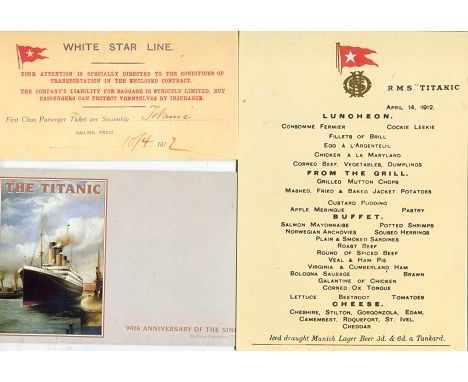 WHITE STAR LINE.
YOUR ATTENTION IS SPECIALLY DIRECTED TO THE CONDITIONS OF
TRANSPORTATION IN THE ENCLOSED CONTRACT.
THE COMPANY'S LIABILITY FOR BAGGAGE IS STRICTLY LIMITED, BUT
PASSENGERS CAN PROTECT THEMSELVES BY INSURANCE.
First Class Passenger Ticket per Steamship Titanic
SAILING FROM
10/4 1912
THE TITANIC
90th ANNIVERSARY OF THE SINK
R.M.S. "TITANIC
APRIL 14, 1912.
LUNCHEON.
CONSOMMÉ FERMIER COCKIE LEEKIE
FILLETS OF BRILL
EGG À L'ARGENTEUIL
CHICKEN À LA MARYLAND
CORNED BEEF, VEGETABLES, DUMPLINGS
FROM THE GRILL.
GRILLED MUTTON CHOPS
MASHED, FRIED & BAKED JACKET POTATOES
CUSTARD PUDDING
APPLE MERINGUE PASTRY
BUFFET.
SALMON MAYONNAISE POTTED SHRIMPS
NORWEGIAN ANCHOVIES SOUSED HERRINGS
PLAIN & SMOKED SARDINES
ROAST BEEF
ROUND OF SPICED BEEF
VEAL & HAM PIE
VIRGINIA & CUMBERLAND HAM
BOLOGNA SAUSAGE BRAWN
GALANTINE OF CHICKEN
CORNED OX TONGUE
LETTUCE BEETROOT TOMATOES
CHEESE.
CHESHIRE, STILTON, GORGONZOLA, EDAM,
CAMEMBERT, ROQUEFORT, ST. IVEL.
CHEDDAR
Iced draught Munich Lager Beer 3d. & 6d. a Tankard.